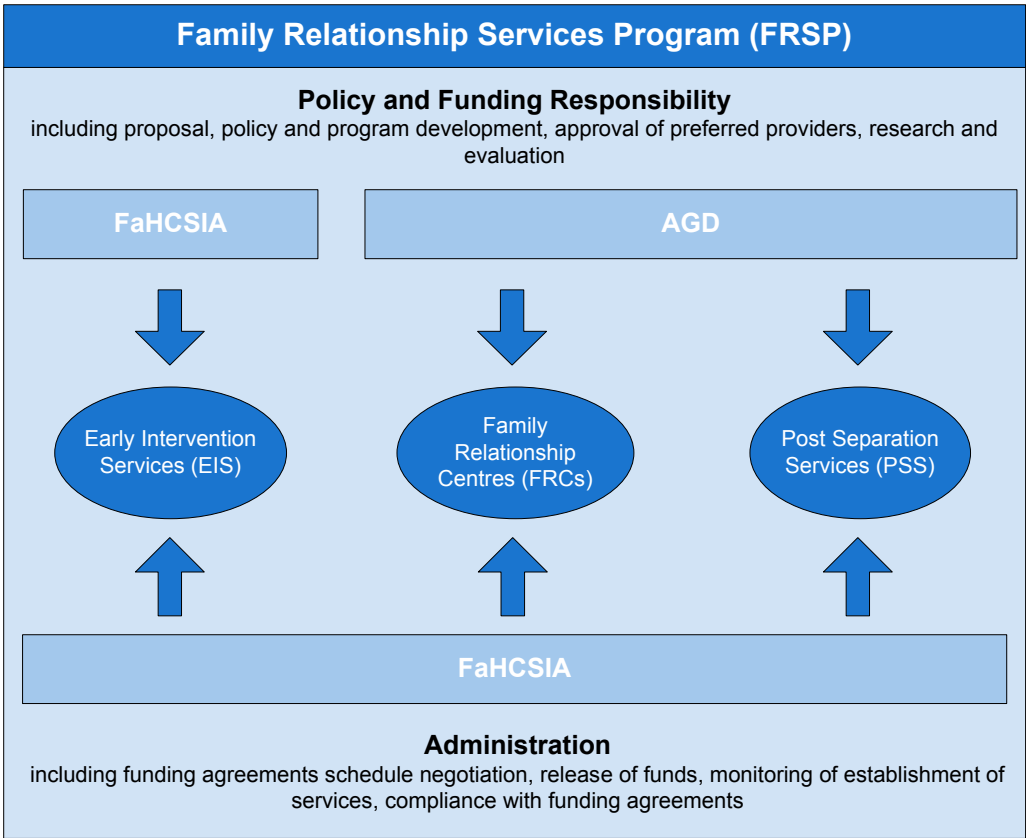 Family Relationship Services Program (FRSP)
Policy and Funding Responsibility
including proposal, policy and program development, approval of preferred providers, research and
evaluation
FaHCSIA
AGD
Early Intervention
Services (EIS)
Family
Relationship
Centres (FRCs)
Post Separation
Services (PSS)
FaHCSIA
Administration
including funding agreements schedule negotiation, release of funds, monitoring of establishment of
services, compliance with funding agreements